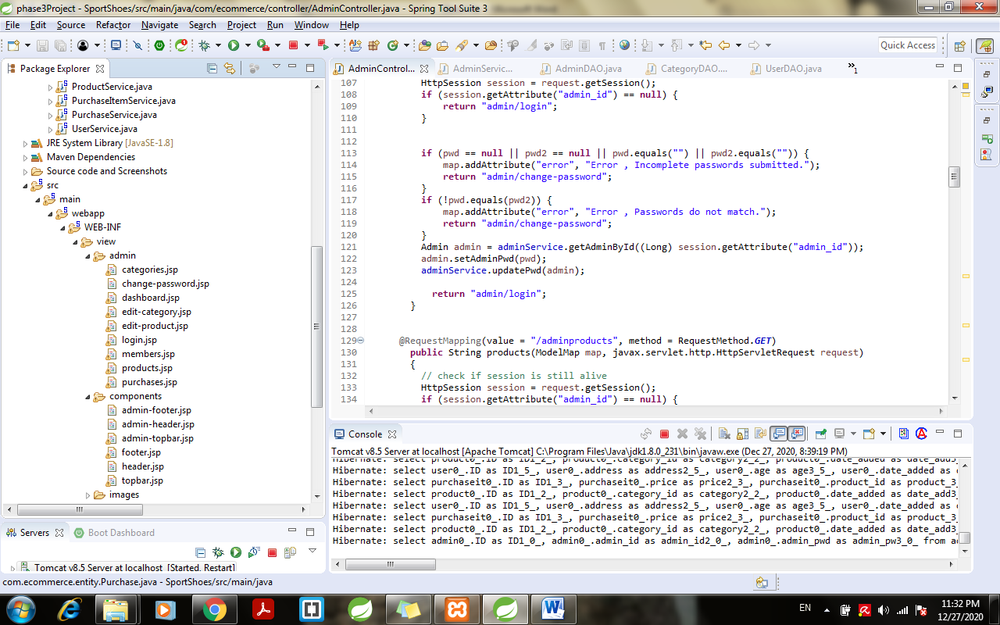 phase3Project - SportShoes/src/main/java/com/ecommerce/controller/AdminController.java - Spring Tool Suite 3
File Edit Source Refactor Navigate Search Project Run Window Help
Quick Access
Package Explorer
ProductService.java
PurchaseItemService.java
PurchaseService.java
UserService.java
JRE System Library [JavaSE-1.8]
Maven Dependencies
Source code and Screenshots
src
main
webapp
WEB-INF
view
admin
categories.jsp
change-password.jsp
dashboard.jsp
edit-category.jsp
edit-product.jsp
login.jsp
members.jsp
products.jsp
purchases.jsp
components
admin-footer.jsp
admin-header.jsp
admin-topbar.jsp
footer.jsp
header.jsp
topbar.jsp
images
Servers Boot Dashboard
Tomcat v8.5 Server at localhost [Started, Restart]
AdminControl... AdminServic... AdminDAO.java CategoryDAO.... UserDAO.java »1
107 HttpSession session = request.getSession();
108 if (session.getAttribute("admin_id") == null) {
109 return "admin/login";
110 }
111
112
113 if (pwd == null || pwd2 == null || pwd.equals("") || pwd2.equals("")) {
114 map.addAttribute("error", "Error , Incomplete passwords submitted.");
115 return "admin/change-password";
116 }
117 if (!pwd.equals(pwd2)) {
118 map.addAttribute("error", "Error , Passwords do not match.");
119 return "admin/change-password";
120 }
121 Admin admin = adminService.getAdminById((Long) session.getAttribute("admin_id"));
122 admin.setAdminPwd(pwd);
123 adminService.updatePwd(admin);
124
125 return "admin/login";
126 }
127
128
129 @RequestMapping(value = "/adminproducts", method = RequestMethod.GET)
130 public String products(ModelMap map, javax.servlet.http.HttpServletRequest request)
131 {
132 // check if session is still alive
133 HttpSession session = request.getSession();
134 if (session.getAttribute("admin_id") == null) {
Console
Tomcat v8.5 Server at localhost [Apache Tomcat] C:\Program Files\Java\jdk1.8.0_231\bin\javaw.exe (Dec 27, 2020, 8:39:19 PM)
Hibernate: select product0_.ID as ID1_2_, product0_.category_id as category2_2_, product0_.date_added as date_add3_
Hibernate: select user0_.ID as ID1_5_, user0_.address as address2_5_, user0_.age as age3_5_, user0_.date_added as
Hibernate: select purchaseit0_.ID as ID1_3_, purchaseit0_.price as price2_3_, purchaseit0_.product_id as product_3_
Hibernate: select product0_.ID as ID1_2_, product0_.category_id as category2_2_, product0_.date_added as date_add3_
Hibernate: select user0_.ID as ID1_5_, user0_.address as address2_5_, user0_.age as age3_5_, user0_.date_added as
Hibernate: select purchaseit0_.ID as ID1_3_, purchaseit0_.price as price2_3_, purchaseit0_.product_id as product_3_
Hibernate: select product0_.ID as ID1_2_, product0_.category_id as category2_2_, product0_.date_added as date_add3_
Hibernate: select admin0_.ID as ID1_0_, admin0_.admin_id as admin_id2_0_, admin0_.admin_pwd as admin_pw3_0_ from
com.ecommerce.entity.Purchase.java - SportShoes/src/main/java
EN
11:32 PM
12/27/2020